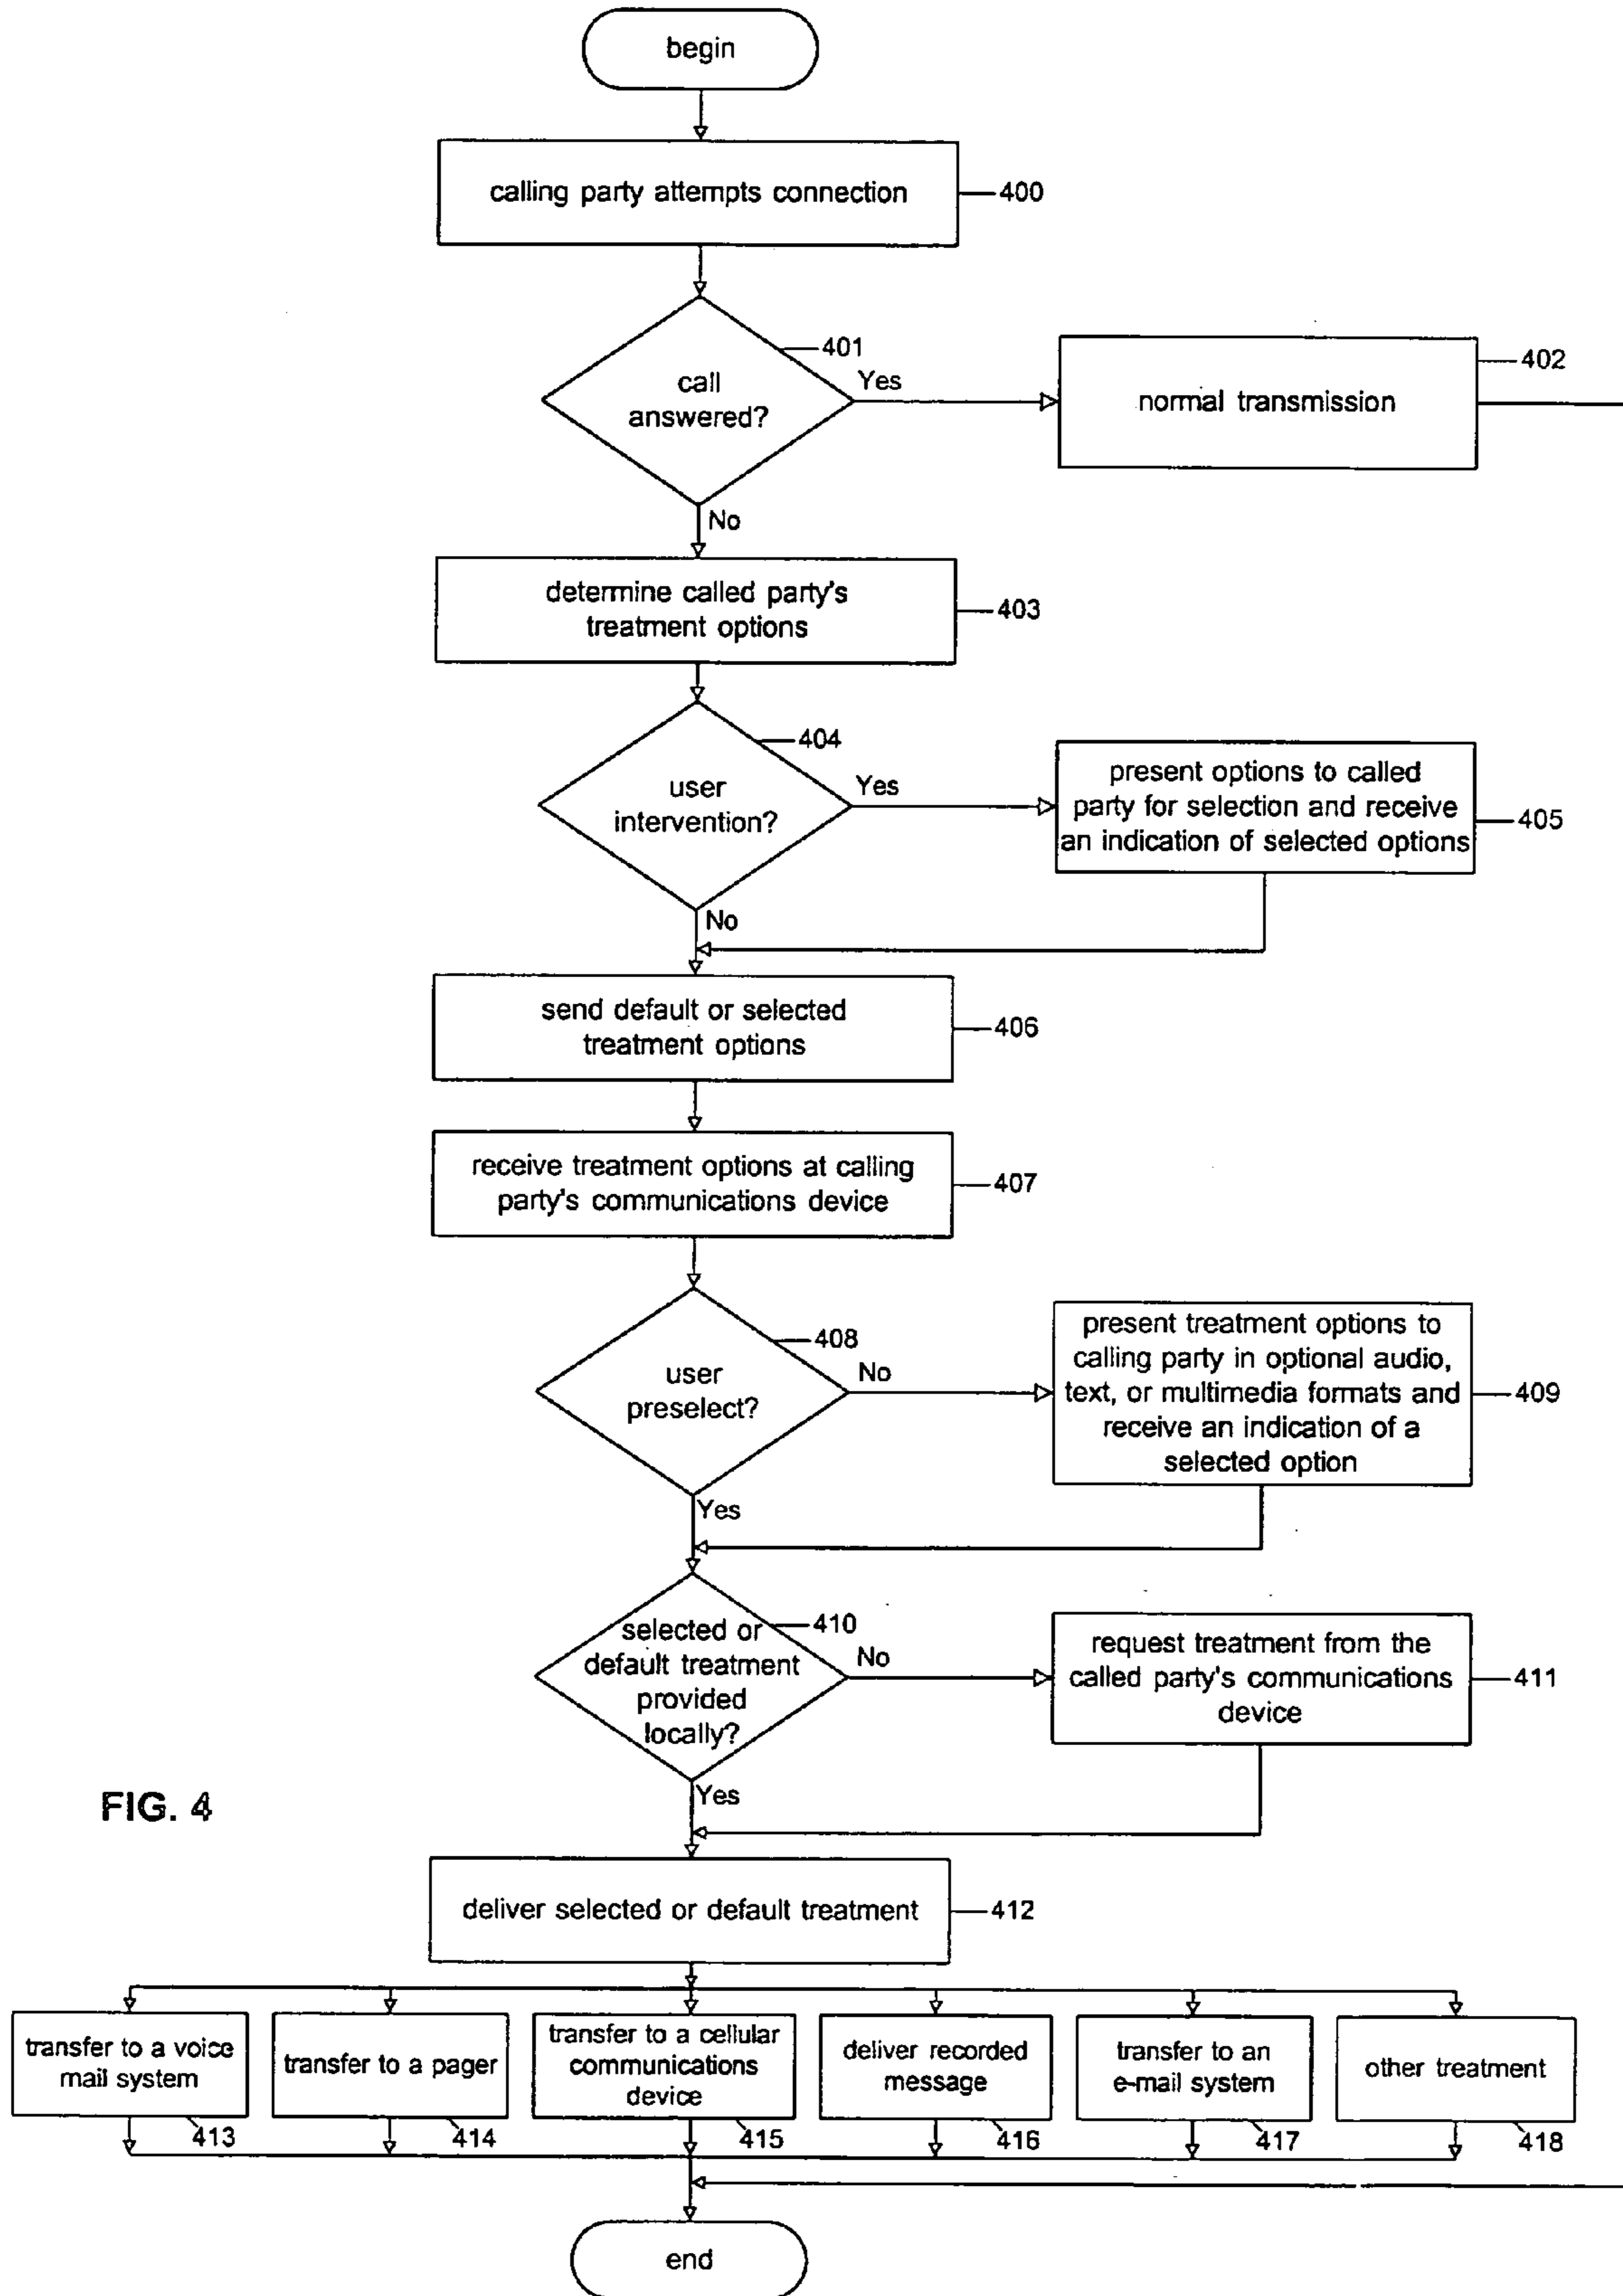 begin
calling party attempts connection
400
call
answered?
401
Yes
normal transmission
402
No
determine called party's
treatment options
403
user
intervention?
404
Yes
present options to called
party for selection and receive
an indication of selected options
405
No
send default or selected
treatment options
406
receive treatment options at calling
party's communications device
407
user
preselect?
408
No
present treatment options to
calling party in optional audio,
text, or multimedia formats and
receive an indication of a
selected option
409
Yes
selected or
default treatment
provided
locally?
410
No
request treatment from the
called party's communications
device
411
Yes
FIG. 4
deliver selected or default treatment
412
transfer to a voice
mail system
413
transfer to a pager
414
transfer to a cellular
communications
device
415
deliver recorded
message
416
transfer to an
e-mail system
417
other treatment
418
end